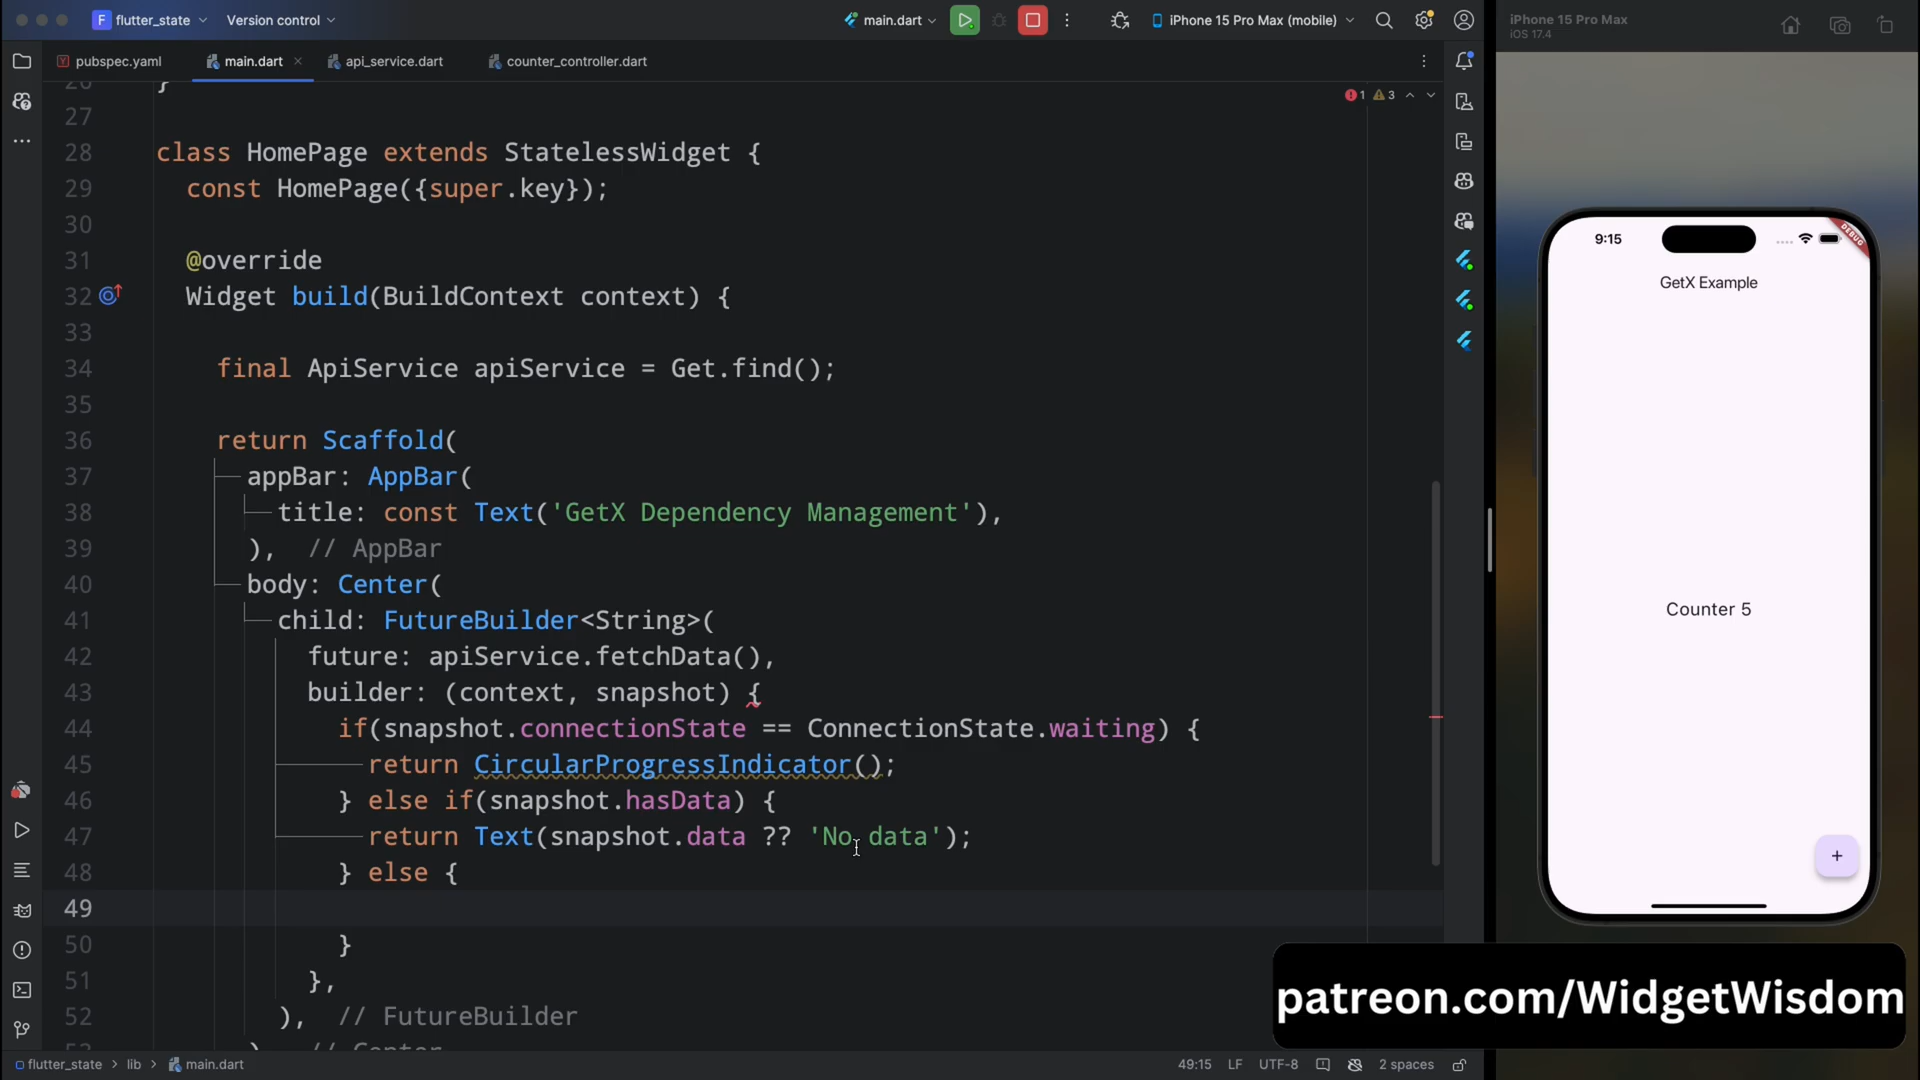 flutter_state
Version control
main.dart
iPhone 15 Pro Max (mobile)
iPhone 15 Pro Max
iOS 17.4
pubspec.yaml
main.dart
api_service.dart
counter_controller.dart
1
3
26 }
27
28 class HomePage extends StatelessWidget {
29 const HomePage({super.key});
30
31 @override
32 Widget build(BuildContext context) {
33
34 final ApiService apiService = Get.find();
35
36 return Scaffold(
37 appBar: AppBar(
38 title: const Text('GetX Dependency Management'),
39 ), // AppBar
40 body: Center(
41 child: FutureBuilder<String>(
42 future: apiService.fetchData(),
43 builder: (context, snapshot) {
44 if(snapshot.connectionState == ConnectionState.waiting) {
45 return CircularProgressIndicator();
46 } else if(snapshot.hasData) {
47 return Text(snapshot.data ?? 'No data');
48 } else {
49
50 }
51 },
52 ), // FutureBuilder
) // Center
9:15
DEBUG
GetX Example
Counter 5
+
patreon.com/WidgetWisdom
flutter_state > lib > main.dart
49:15 LF UTF-8 2 spaces